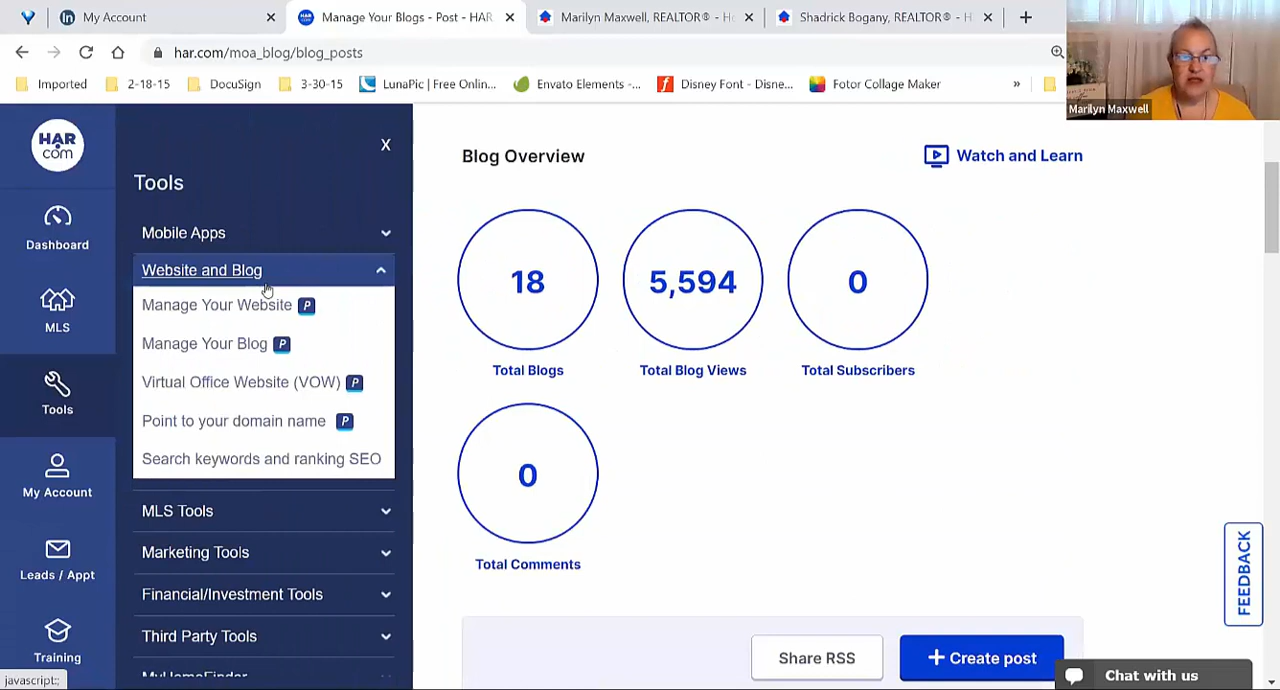 My Account
Manage Your Blogs - Post - HAR
Marilyn Maxwell, REALTOR® - H
Shadrick Bogany, REALTOR® - H
har.com/moa_blog/blog_posts
Imported
2-18-15
DocuSign
3-30-15
LunaPic | Free Onlin...
Envato Elements -...
Disney Font - Disne...
Fotor Collage Maker
»
Marilyn Maxwell
HAR
com
Dashboard
MLS
Tools
My Account
Leads / Appt
Training
X
Tools
Mobile Apps
Website and Blog
Manage Your Website P
Manage Your Blog P
Virtual Office Website (VOW) P
Point to your domain name P
Search keywords and ranking SEO
MLS Tools
Marketing Tools
Financial/Investment Tools
Third Party Tools
MyHomeFinder
Blog Overview
Watch and Learn
18
Total Blogs
5,594
Total Blog Views
0
Total Subscribers
0
Total Comments
Share RSS
+ Create post
FEEDBACK
Chat with us
javascript:;